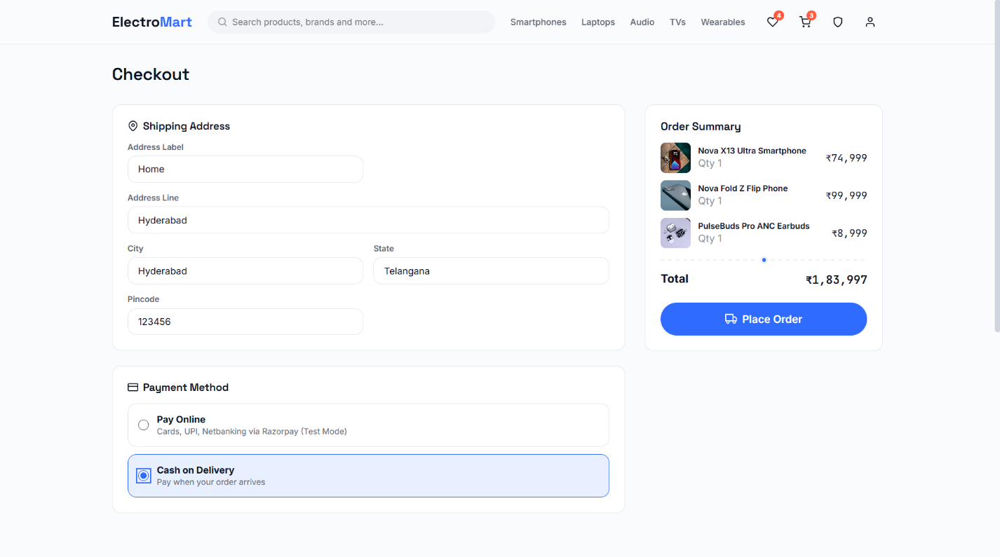 ElectroMart
Search products, brands and more...
Smartphones
Laptops
Audio
TVs
Wearables
4
3
Checkout
Shipping Address
Address Label
Home
Address Line
Hyderabad
City
State
Hyderabad
Telangana
Pincode
123456
Payment Method
Pay Online
Cards, UPI, Netbanking via Razorpay (Test Mode)
Cash on Delivery
Pay when your order arrives
Order Summary
Nova X13 Ultra Smartphone
Qty 1
₹74,999
Nova Fold Z Flip Phone
Qty 1
₹99,999
PulseBuds Pro ANC Earbuds
Qty 1
₹8,999
Total
₹1,83,997
Place Order